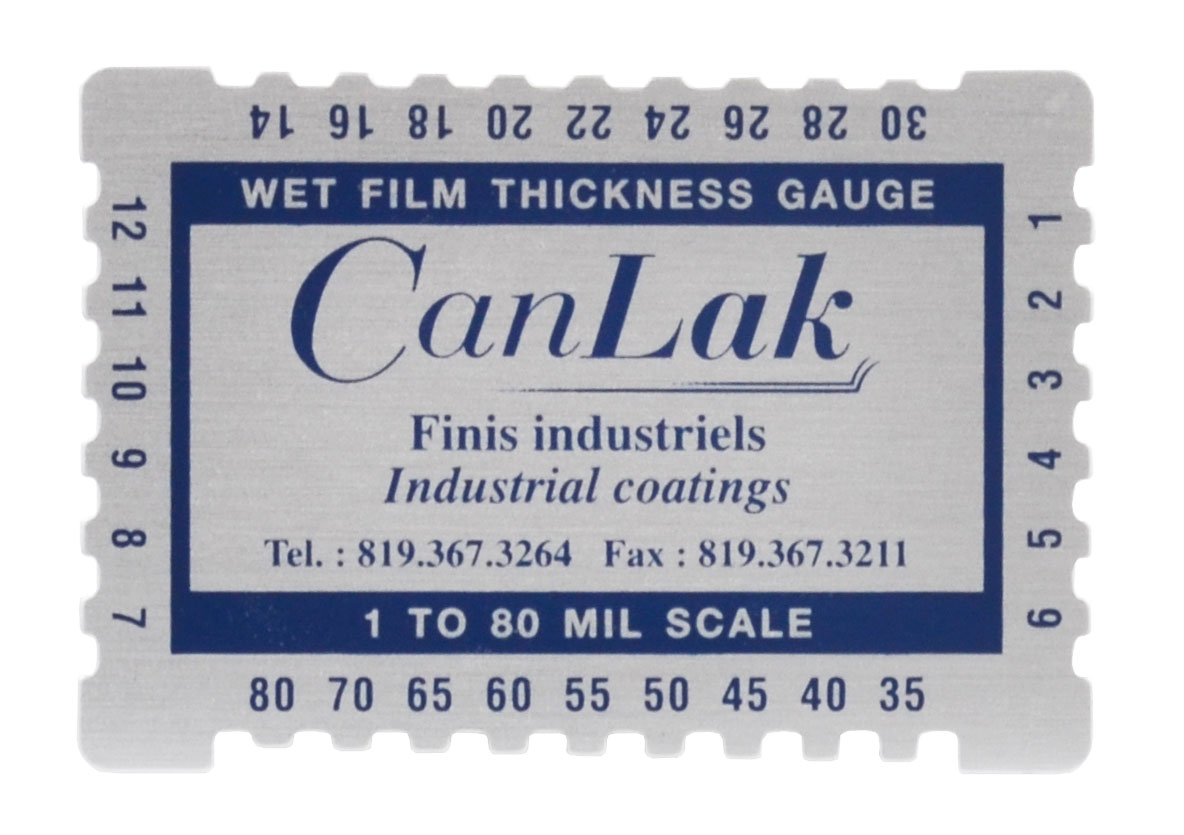 14 16 18 20 22 24 26 28 30
WET FILM THICKNESS GAUGE
CanLak
Finis industriels
Industrial coatings
Tel. : 819.367.3264 Fax : 819.367.3211
1 TO 80 MIL SCALE
12 11 10 9 8 7
1 2 3 4 5 6
80 70 65 60 55 50 45 40 35